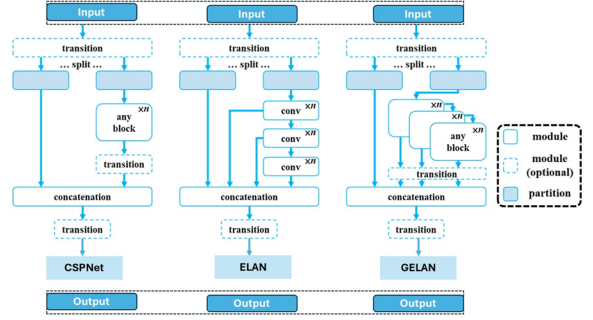 Input
Input
Input
transition
transition
transition
... split ...
... split ...
... split ...
×n
any
block
transition
conv ×n
conv ×n
conv ×n
×n
×n
×n
any
block
transition
module
module
(optional)
partition
concatenation
concatenation
concatenation
transition
transition
transition
CSPNet
ELAN
GELAN
Output
Output
Output